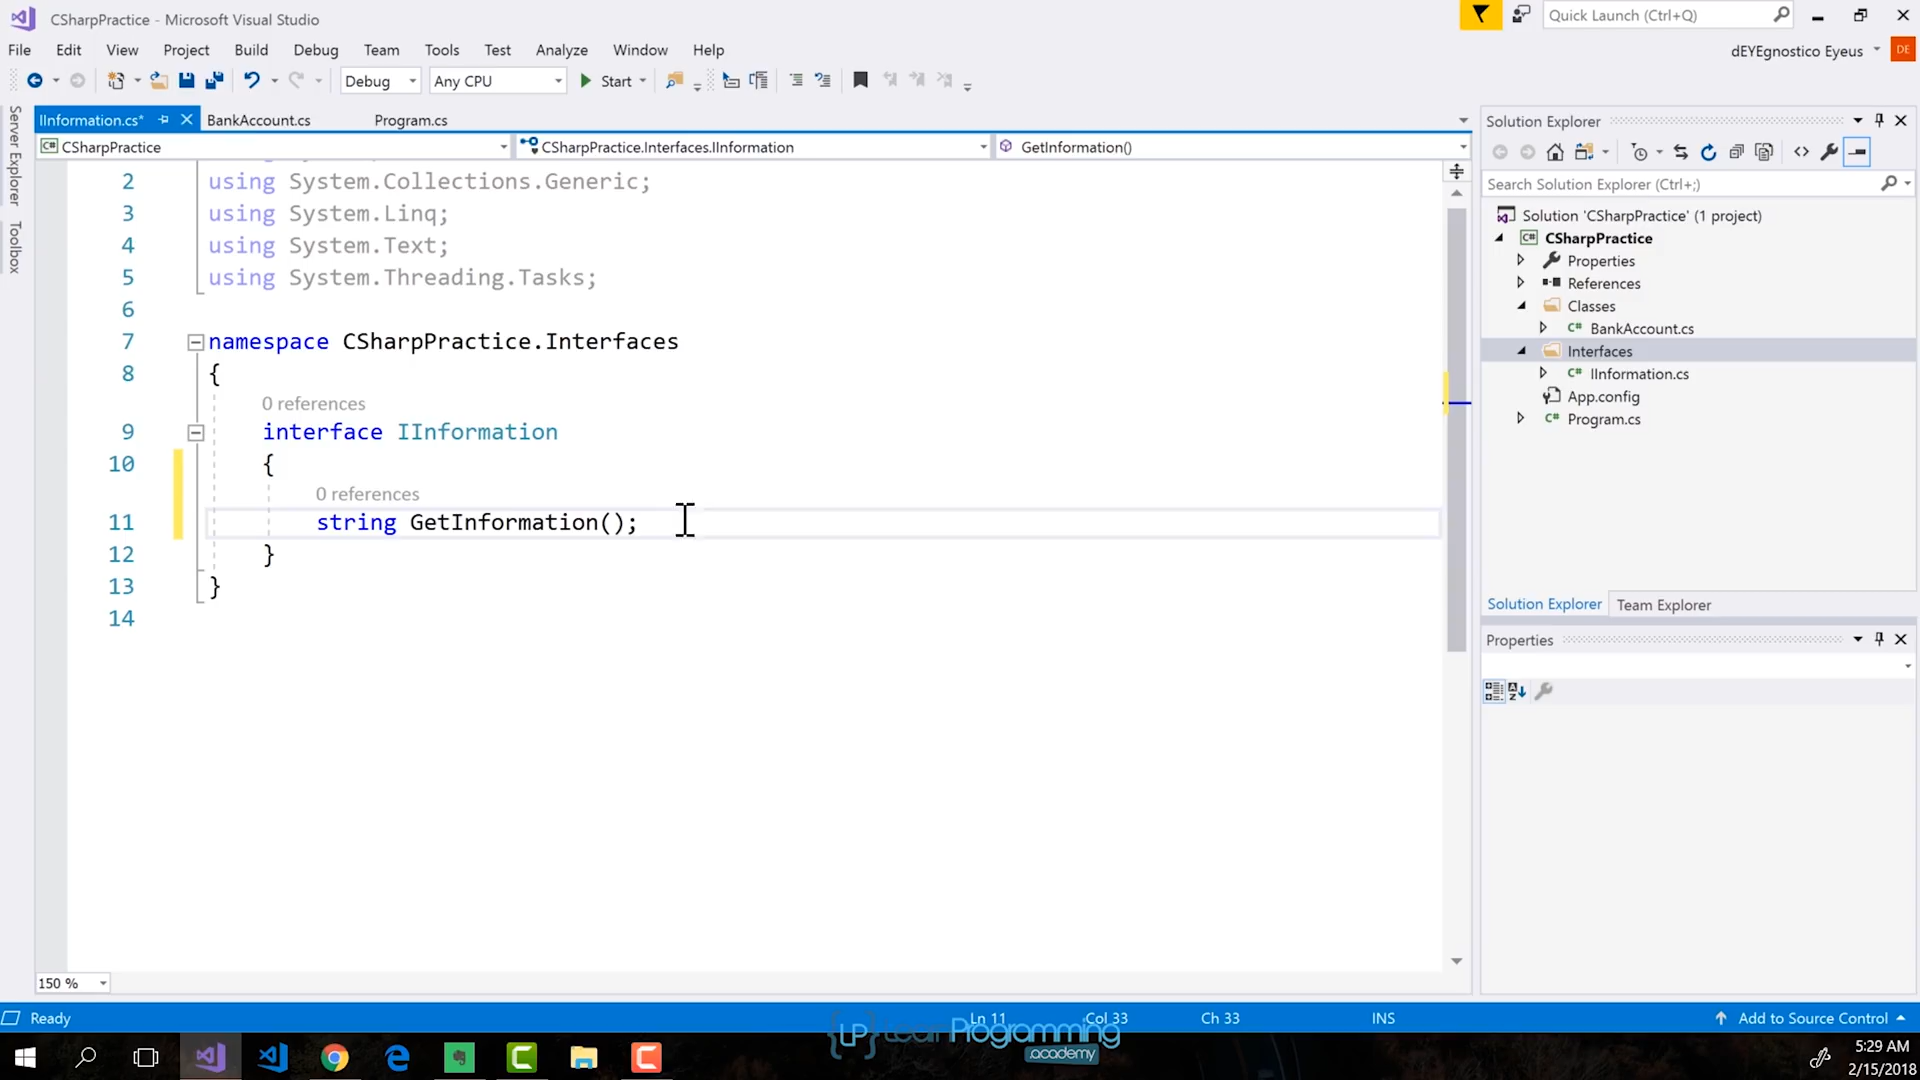 CSharpPractice - Microsoft Visual Studio
Quick Launch (Ctrl+Q)
File Edit View Project Build Debug Team Tools Test Analyze Window Help
dEYEgnostico Eyeus DE
Debug Any CPU Start
Server Explorer
Toolbox
IInformation.cs* BankAccount.cs Program.cs
CSharpPractice CSharpPractice.Interfaces.IInformation GetInformation()
2 using System.Collections.Generic;
3 using System.Linq;
4 using System.Text;
5 using System.Threading.Tasks;
6
7 namespace CSharpPractice.Interfaces
8 {
0 references
9 interface IInformation
10 {
0 references
11 string GetInformation();
12 }
13 }
14
150 %
Solution Explorer
Search Solution Explorer (Ctrl+;)
Solution 'CSharpPractice' (1 project)
C# CSharpPractice
Properties
References
Classes
C# BankAccount.cs
Interfaces
C# IInformation.cs
App.config
C# Program.cs
Solution Explorer Team Explorer
Properties
Ready Ln 11 Col 33 Ch 33 INS Add to Source Control
{LP} Learn Programming
.academy
5:29 AM
2/15/2018